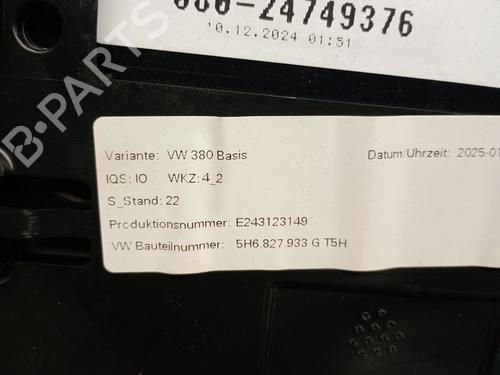 000-24749376
10.12.2024 01:51
B-PARTS
Variante: VW 380 Basis
Datum/Uhrzeit: 2025-01
IQS: IO WKZ: 4_2
S_Stand: 22
Produktionsnummer: E243123149
VW Bauteilnummer: 5H6.827.933 G T5H